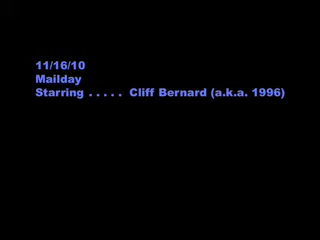 11/16/10
Mailday
Starring . . . . .  Cliff Bernard (a.k.a. 1996)